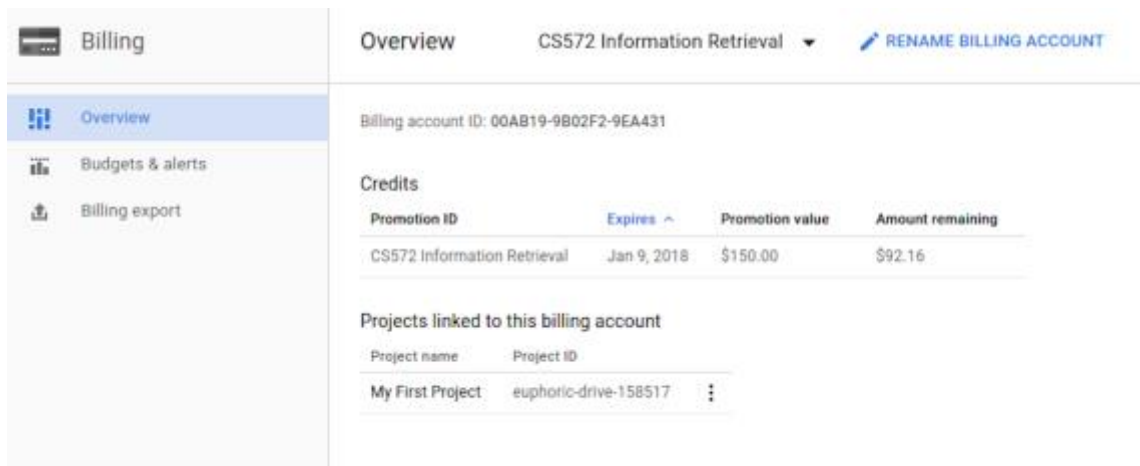 Billing
Overview
Budgets & alerts
Billing export
Overview CS572 Information Retrieval RENAME BILLING ACCOUNT
Billing account ID: 00AB19-9B02F2-9EA431
Credits
Promotion ID Expires Promotion value Amount remaining
CS572 Information Retrieval Jan 9, 2018 $150.00 $92.16
Projects linked to this billing account
Project name Project ID
My First Project euphoric-drive-158517